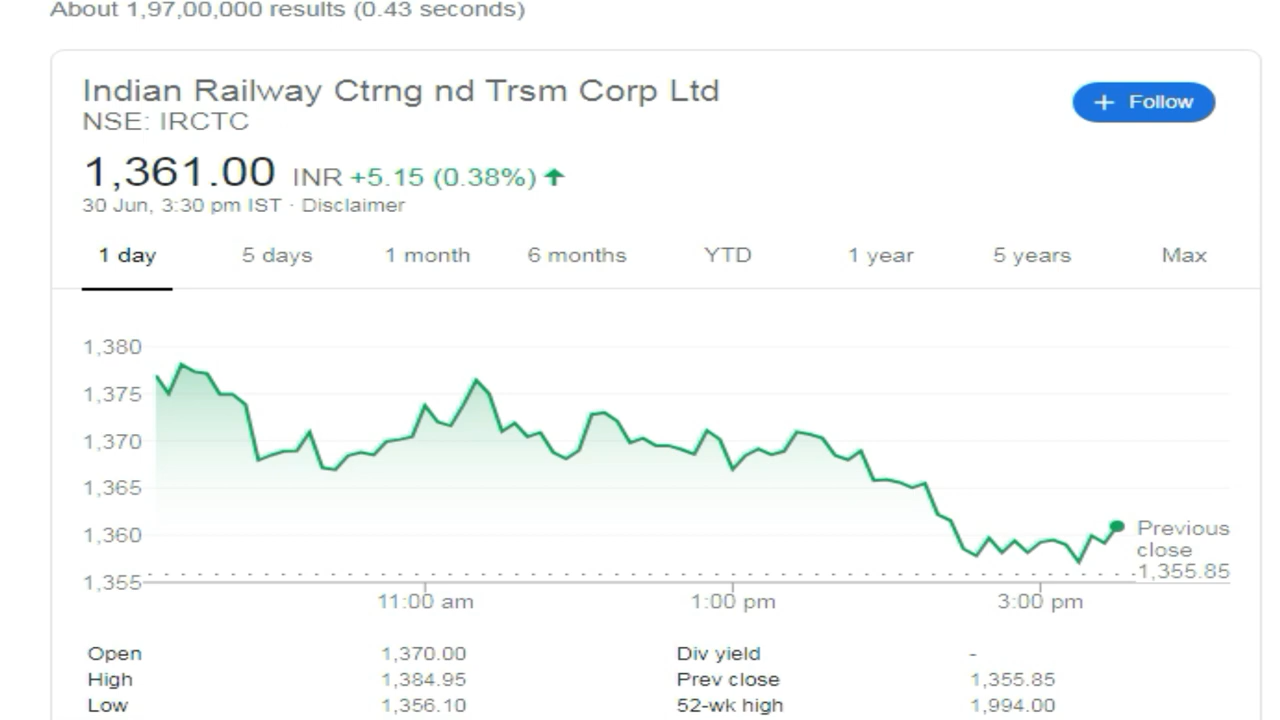 About 1,97,00,000 results (0.43 seconds)
Indian Railway Ctrng nd Trsm Corp Ltd
NSE: IRCTC
+ Follow
1,361.00 INR +5.15 (0.38%) ↑
30 Jun, 3:30 pm IST · Disclaimer
1 day 5 days 1 month 6 months YTD 1 year 5 years Max
1,380
1,375
1,370
1,365
1,360
1,355
Previous
close
1,355.85
11:00 am 1:00 pm 3:00 pm
Open 1,370.00 Div yield -
High 1,384.95 Prev close 1,355.85
Low 1,356.10 52-wk high 1,994.00